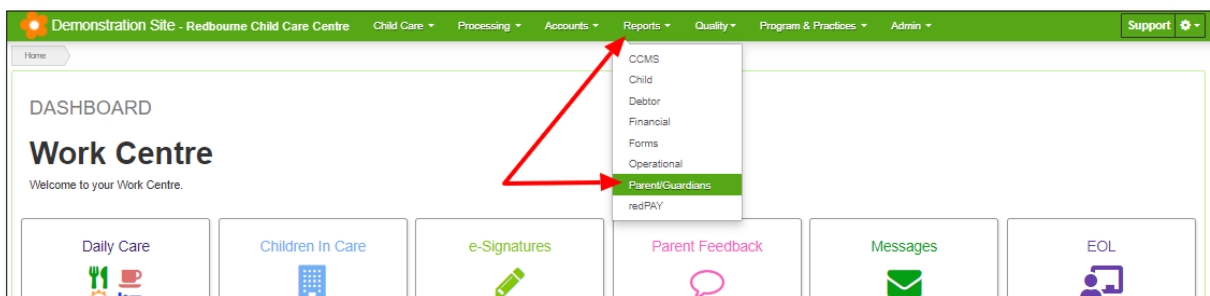 Demonstration Site - Redbourne Child Care Centre Child Care Processing Accounts Reports Quality Program & Practices Admin Support
Home
CCMS
Child
DASHBOARD
Debtor
Financial
Forms
Work Centre
Operational
Welcome to your Work Centre.
Parent/Guardians
redPAY
Daily Care Children In Care e-Signatures Parent Feedback Messages EOL